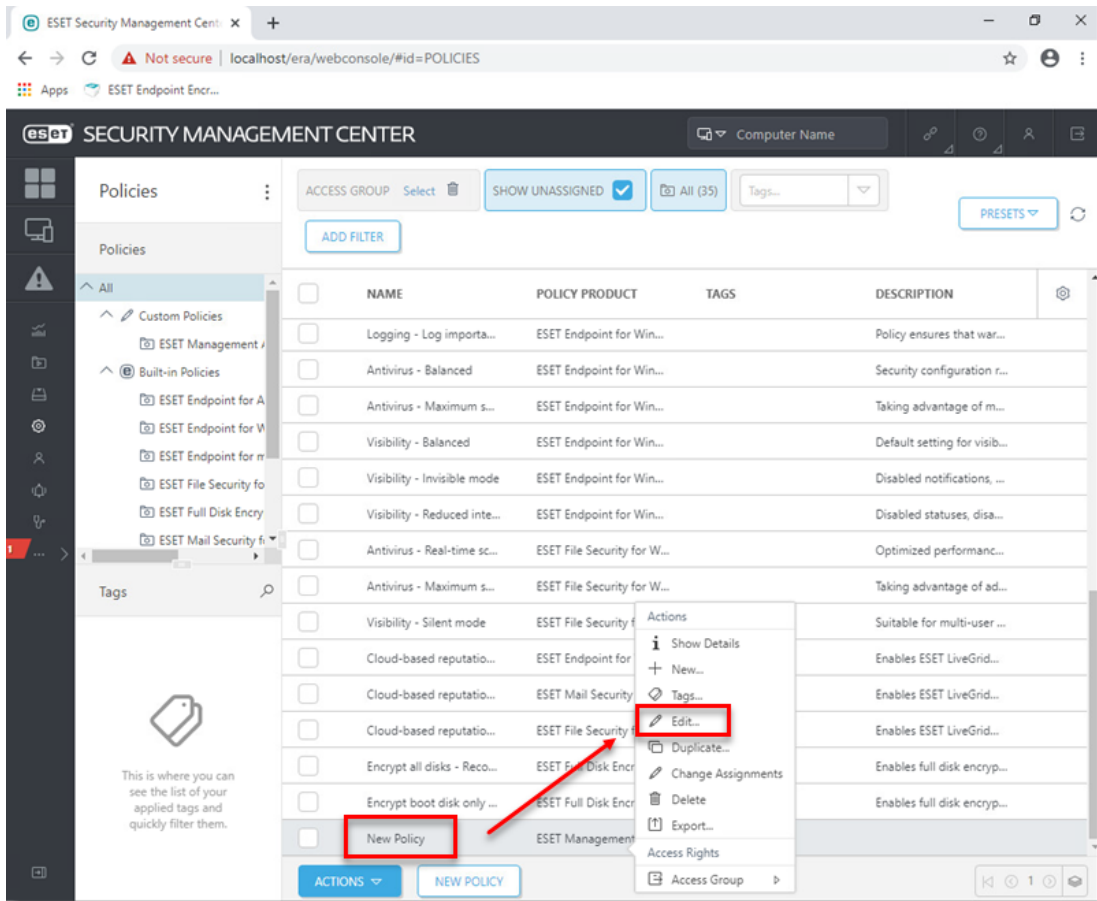 ESET Security Management Cent
Not secure | localhost/era/webconsole/#id=POLICIES
Apps ESET Endpoint Encr...
eset SECURITY MANAGEMENT CENTER Computer Name
Policies
ACCESS GROUP Select SHOW UNASSIGNED All (35) Tags...
ADD FILTER
PRESETS
Policies
All
Custom Policies
ESET Management A
Built-in Policies
ESET Endpoint for A
ESET Endpoint for W
ESET Endpoint for m
ESET File Security fo
ESET Full Disk Encry
ESET Mail Security f
1 ...
Tags
This is where you can
see the list of your
applied tags and
quickly filter them.
NAME POLICY PRODUCT TAGS DESCRIPTION
Logging - Log importa... ESET Endpoint for Win... Policy ensures that war...
Antivirus - Balanced ESET Endpoint for Win... Security configuration r...
Antivirus - Maximum s... ESET Endpoint for Win... Taking advantage of m...
Visibility - Balanced ESET Endpoint for Win... Default setting for visib...
Visibility - Invisible mode ESET Endpoint for Win... Disabled notifications, ...
Visibility - Reduced inte... ESET Endpoint for Win... Disabled statuses, disa...
Antivirus - Real-time sc... ESET File Security for W... Optimized performanc...
Antivirus - Maximum s... ESET File Security for W... Taking advantage of ad...
Visibility - Silent mode ESET File Security f Suitable for multi-user ...
Cloud-based reputatio... ESET Endpoint for Enables ESET LiveGrid...
Cloud-based reputatio... ESET Mail Security Enables ESET LiveGrid...
Cloud-based reputatio... ESET File Security f Enables ESET LiveGrid...
Encrypt all disks - Reco... ESET Full Disk Encr Enables full disk encryp...
Encrypt boot disk only ... ESET Full Disk Encr Enables full disk encryp...
New Policy ESET Management
Actions
Show Details
New...
Tags...
Edit...
Duplicate...
Change Assignments
Delete
Export...
Access Rights
Access Group
ACTIONS NEW POLICY 1